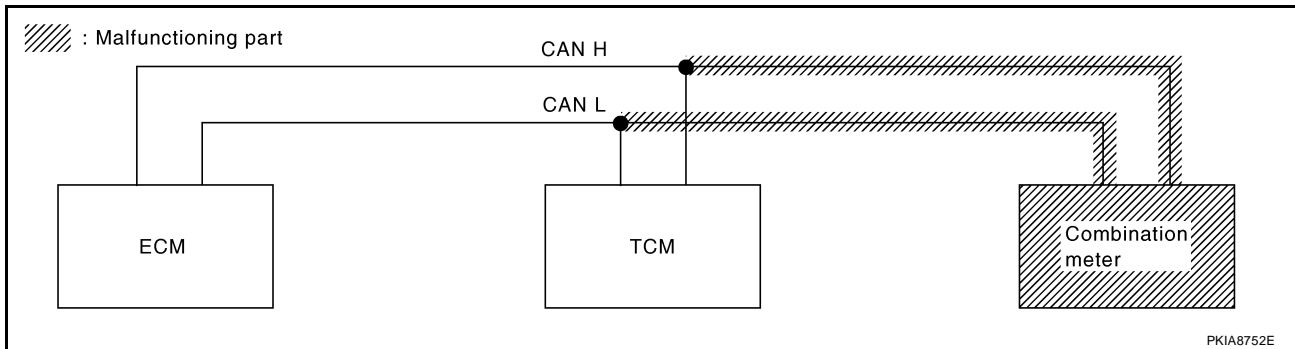 : Malfunctioning part
CAN H
CAN L
ECM
TCM
Combination
meter
PKIA8752E